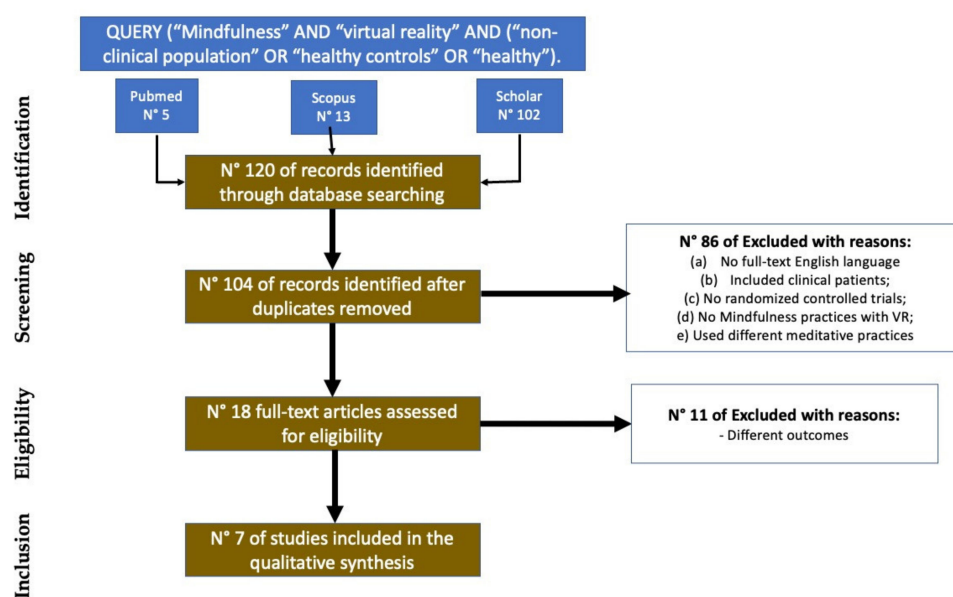 QUERY (“Mindfulness” AND “virtual reality” AND (“non-
clinical population” OR “healthy controls” OR “healthy”).
Pubmed
N° 5
Scopus
N° 13
Scholar
N° 102
Identification
N° 120 of records identified
through database searching
Screening
N° 104 of records identified after
duplicates removed
N° 86 of Excluded with reasons:
(a) No full-text English language
(b) Included clinical patients;
(c) No randomized controlled trials;
(d) No Mindfulness practices with VR;
e) Used different meditative practices
Eligibility
N° 18 full-text articles assessed
for eligibility
N° 11 of Excluded with reasons:
- Different outcomes
Inclusion
N° 7 of studies included in the
qualitative synthesis